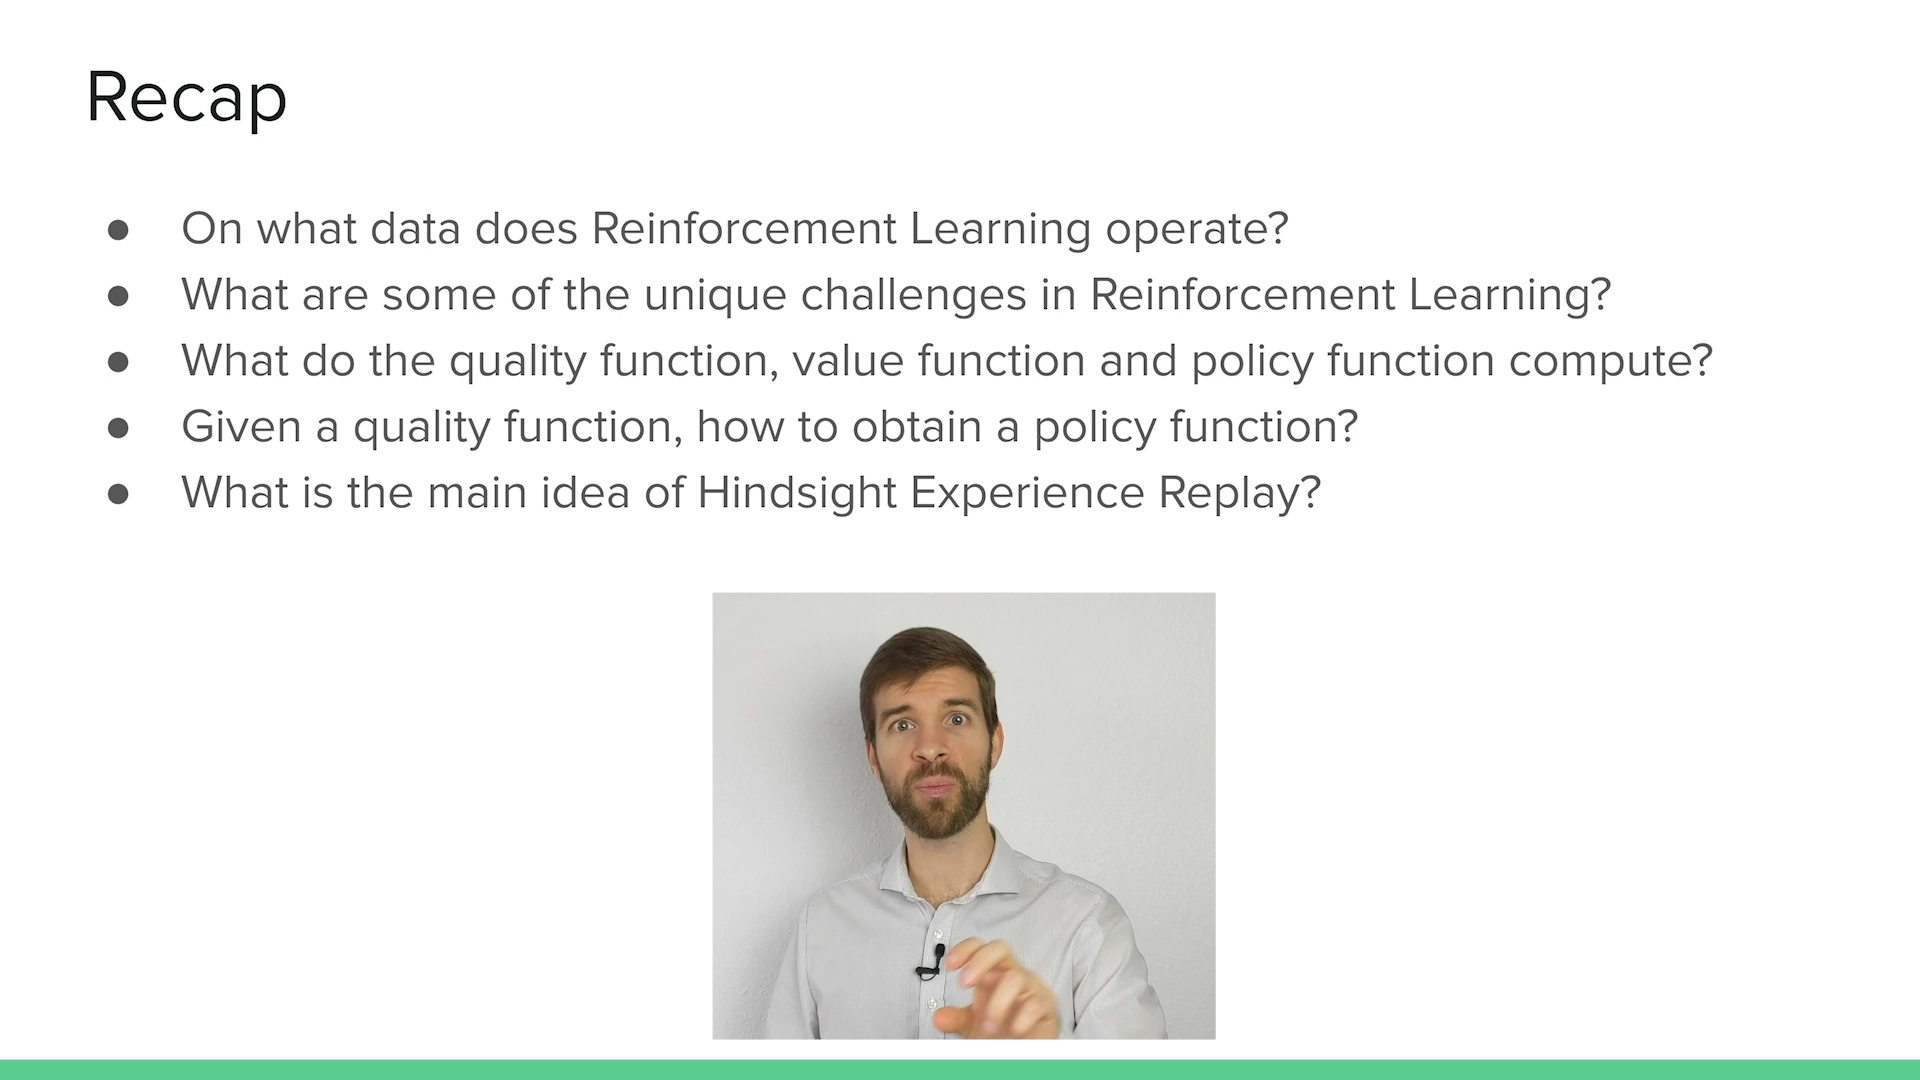 Recap
● On what data does Reinforcement Learning operate?
● What are some of the unique challenges in Reinforcement Learning?
● What do the quality function, value function and policy function compute?
● Given a quality function, how to obtain a policy function?
● What is the main idea of Hindsight Experience Replay?